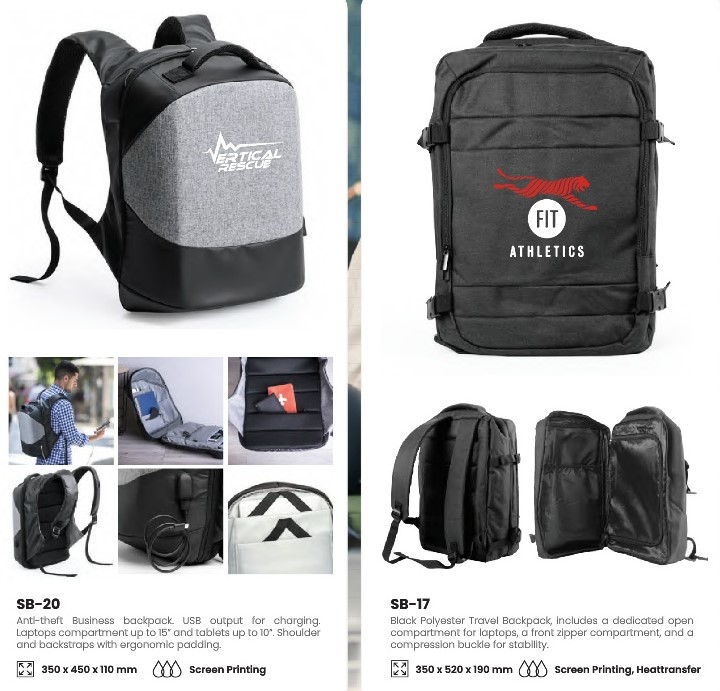 VERTICAL
RESCUE
SB-20
Anti-theft Business backpack. USB output for charging.
Laptops compartment up to 15" and tablets up to 10". Shoulder
and backstraps with ergonomic padding.
350 x 450 x 110 mm
Screen Printing
FIT
ATHLETICS
SB-17
Black Polyester Travel Backpack, includes a dedicated open
compartment for laptops, a front zipper compartment, and a
compression buckle for stability.
350 x 520 x 190 mm
Screen Printing, Heattransfer